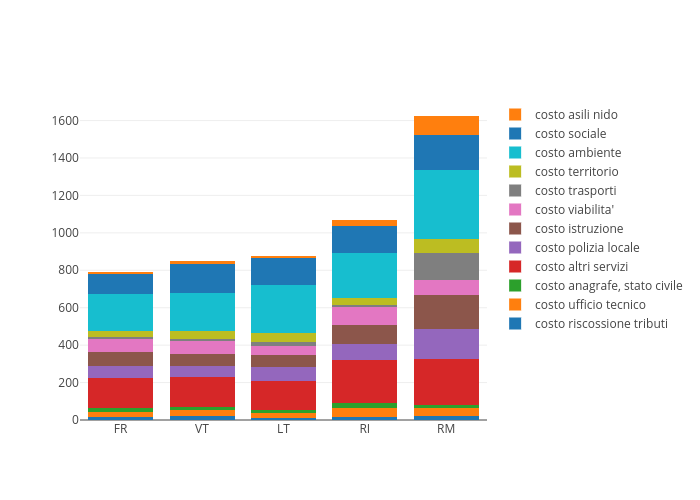 1600
1400
1200
1000
800
600
400
200
0
FR VT LT RI RM
costo asili nido
costo sociale
costo ambiente
costo territorio
costo trasporti
costo viabilita'
costo istruzione
costo polizia locale
costo altri servizi
costo anagrafe, stato civile
costo ufficio tecnico
costo riscossione tributi